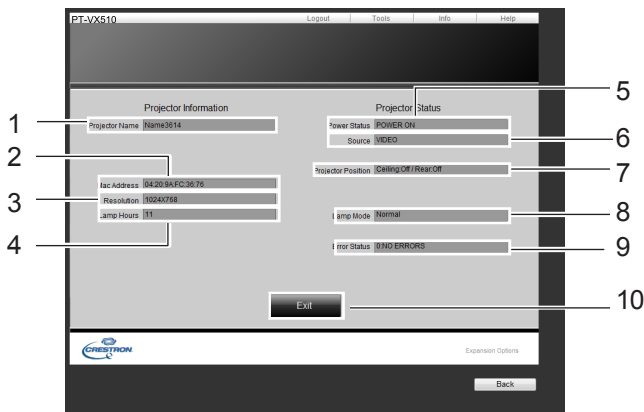 PT-VX510 Logout Tools Info Help
Projector Information Projector Status
1 Projector Name Name3614
5 Power Status POWER ON
6 Source VIDEO
7 Projector Position Ceiling:Off / Rear:Off
2 Mac Address 04:20:9A:FC:36:76
3 Resolution 1024X768
4 Lamp Hours 11
8 Lamp Mode Normal
9 Error Status 0:NO ERRORS
10 Exit
CRESTRON Expansion Options
Back